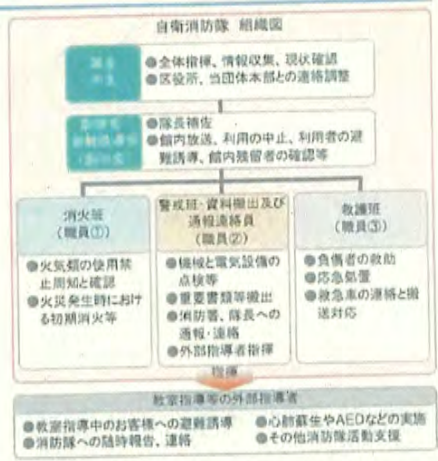 自衛消防隊 組織図
隊長
●全体指揮、情報収集、現状確認
●区役所、当団体本部との連絡調整
●隊長補佐
●館内放送、利用の中止、利用者の避
難誘導、館内残留者の確認等
消火班
(職員①)
●火気類の使用禁
止周知と確認
●火災発生時におけ
る初期消火等
警戒班・資料搬出及び
通報連絡員
(職員②)
●機械と電気設備の
点検等
●重要書類等搬出
●消防署、隊長への
通報・連絡
●外部指導者指揮
救護班
(職員③)
●負傷者の救助
●応急処置
●救急車の連絡と搬
送対応
指揮
教室指導等の外部指導者
●教室指導中のお客様への避難誘導
●消防隊への随時報告、連絡
●心肺蘇生やAEDなどの実施
●その他消防隊活動支援